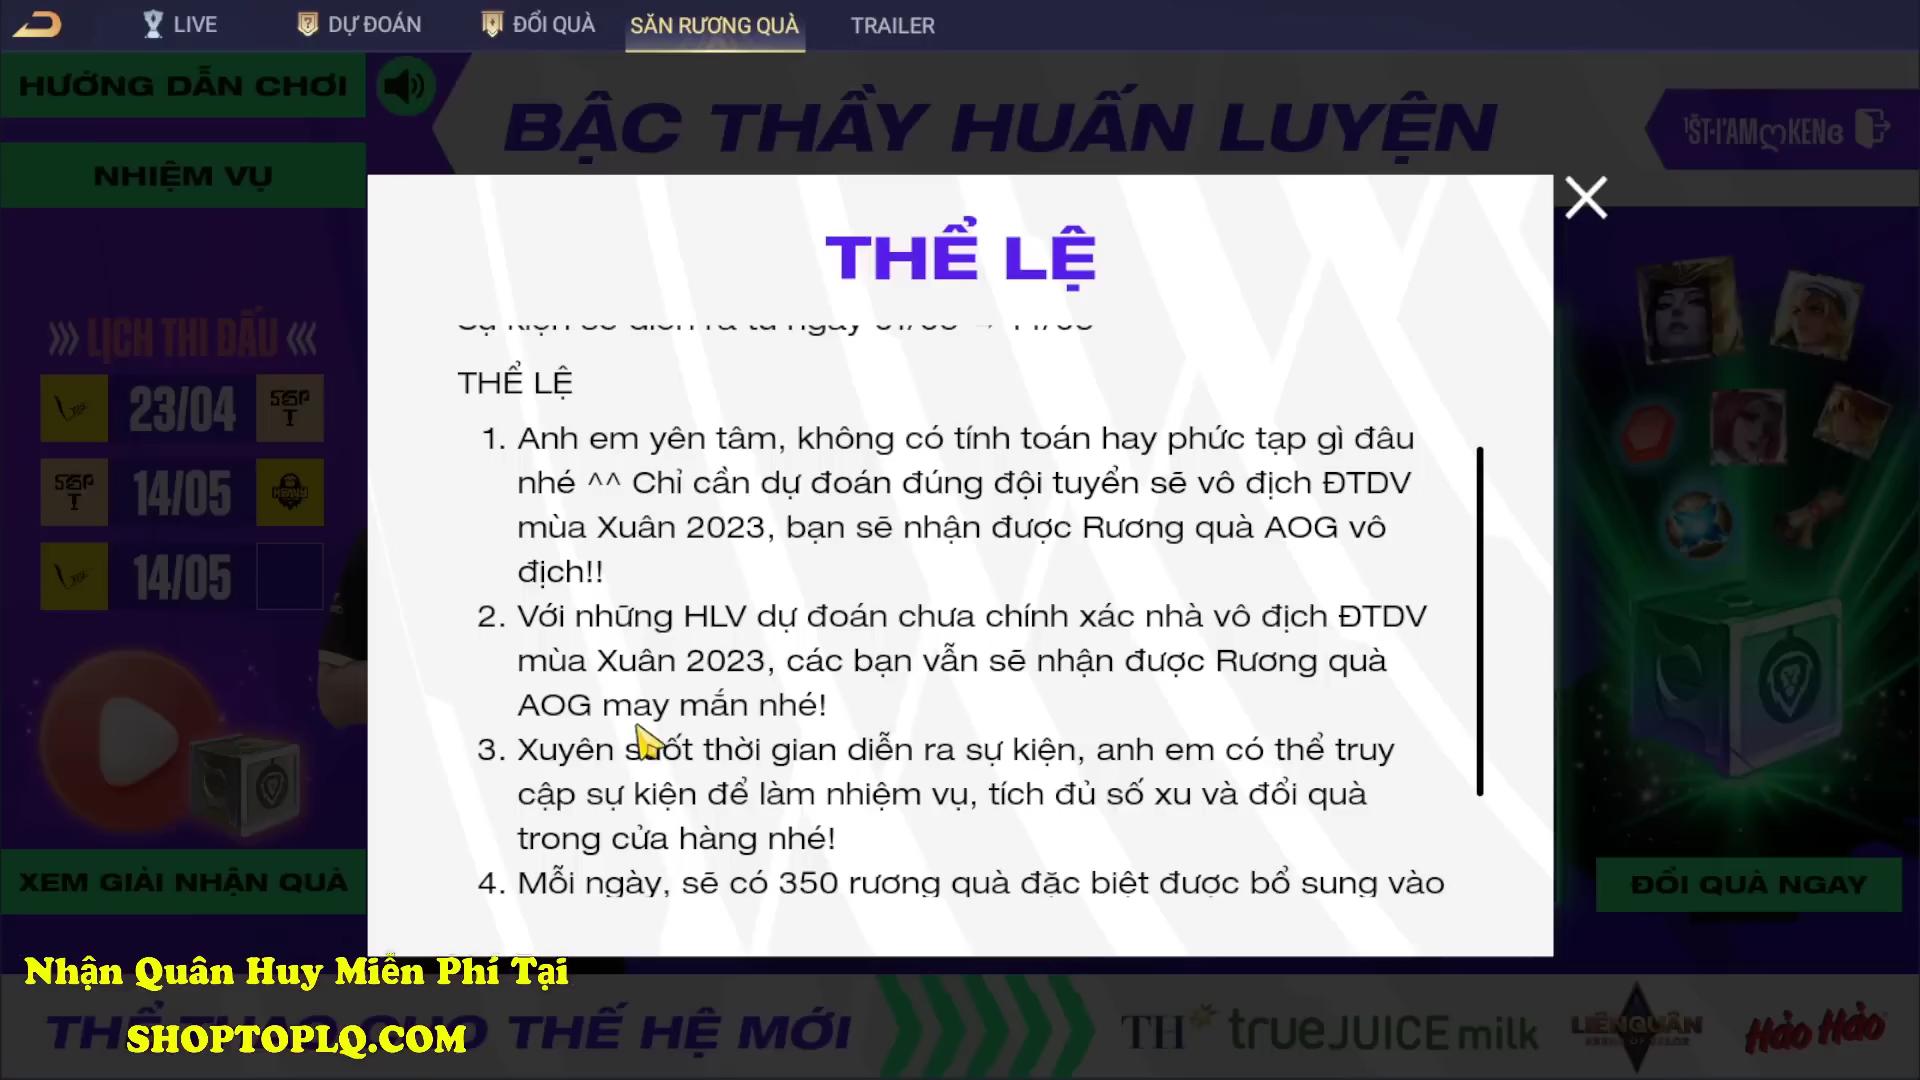 LIVE
DỰ ĐOÁN
ĐỔI QUÀ
SĂN RƯƠNG QUÀ
TRAILER
HƯỚNG DẪN CHƠI
BẬC THẦY HUẤN LUYỆN
NHIỆM VỤ
THỂ LỆ
THỂ LỆ
1. Anh em yên tâm, không có tính toán hay phức tạp gì đâu
nhé ^^ Chỉ cần dự đoán đúng đội tuyển sẽ vô địch ĐTDV
mùa Xuân 2023, bạn sẽ nhận được Rương quà AOG vô
địch!!
2. Với những HLV dự đoán chưa chính xác nhà vô địch ĐTDV
mùa Xuân 2023, các bạn vẫn sẽ nhận được Rương quà
AOG may mắn nhé!
3. Xuyên suốt thời gian diễn ra sự kiện, anh em có thể truy
cập sự kiện để làm nhiệm vụ, tích đủ số xu và đổi quà
trong cửa hàng nhé!
4. Mỗi ngày, sẽ có 350 rương quà đặc biệt được bổ sung vào
LỊCH THI ĐẤU
23/04
14/05
14/05
XEM GIẢI NHẬN QUÀ
ĐỔI QUÀ NGAY
Nhận Quân Huy Miễn Phí Tại
SHOPTOPLQ.COM
THỂ THAO CHO THẾ HỆ MỚI
TH trueJUICE milk
LIÊNQUÂN
Hảo Hảo